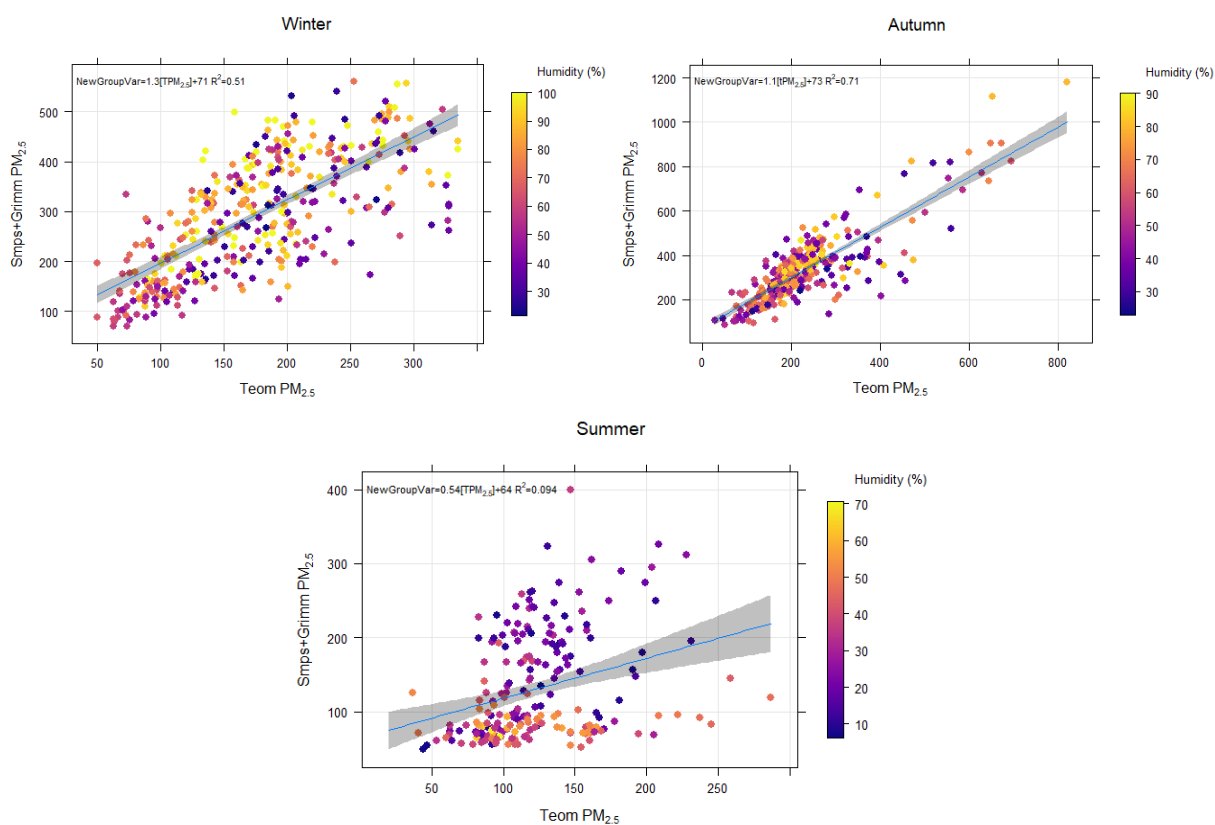 Winter
NewGroupVar=1.3[TPM2.5]+71 R²=0.51
Smps+Grimm PM2.5
500
400
300
200
100
50 100 150 200 250 300
Teom PM2.5
Humidity (%)
100
90
80
70
60
50
40
30
Autumn
NewGroupVar=1.1[tPM2.5]+73 R²=0.71
Smps+Grimm PM2.5
1200
1000
800
600
400
200
0 200 400 600 800
Teom PM2.5
Humidity (%)
90
80
70
60
50
40
30
Summer
NewGroupVar=0.54[TPM2.5]+64 R²=0.094
Smps+Grimm PM2.5
400
300
200
100
50 100 150 200 250
Teom PM2.5
Humidity (%)
70
60
50
40
30
20
10